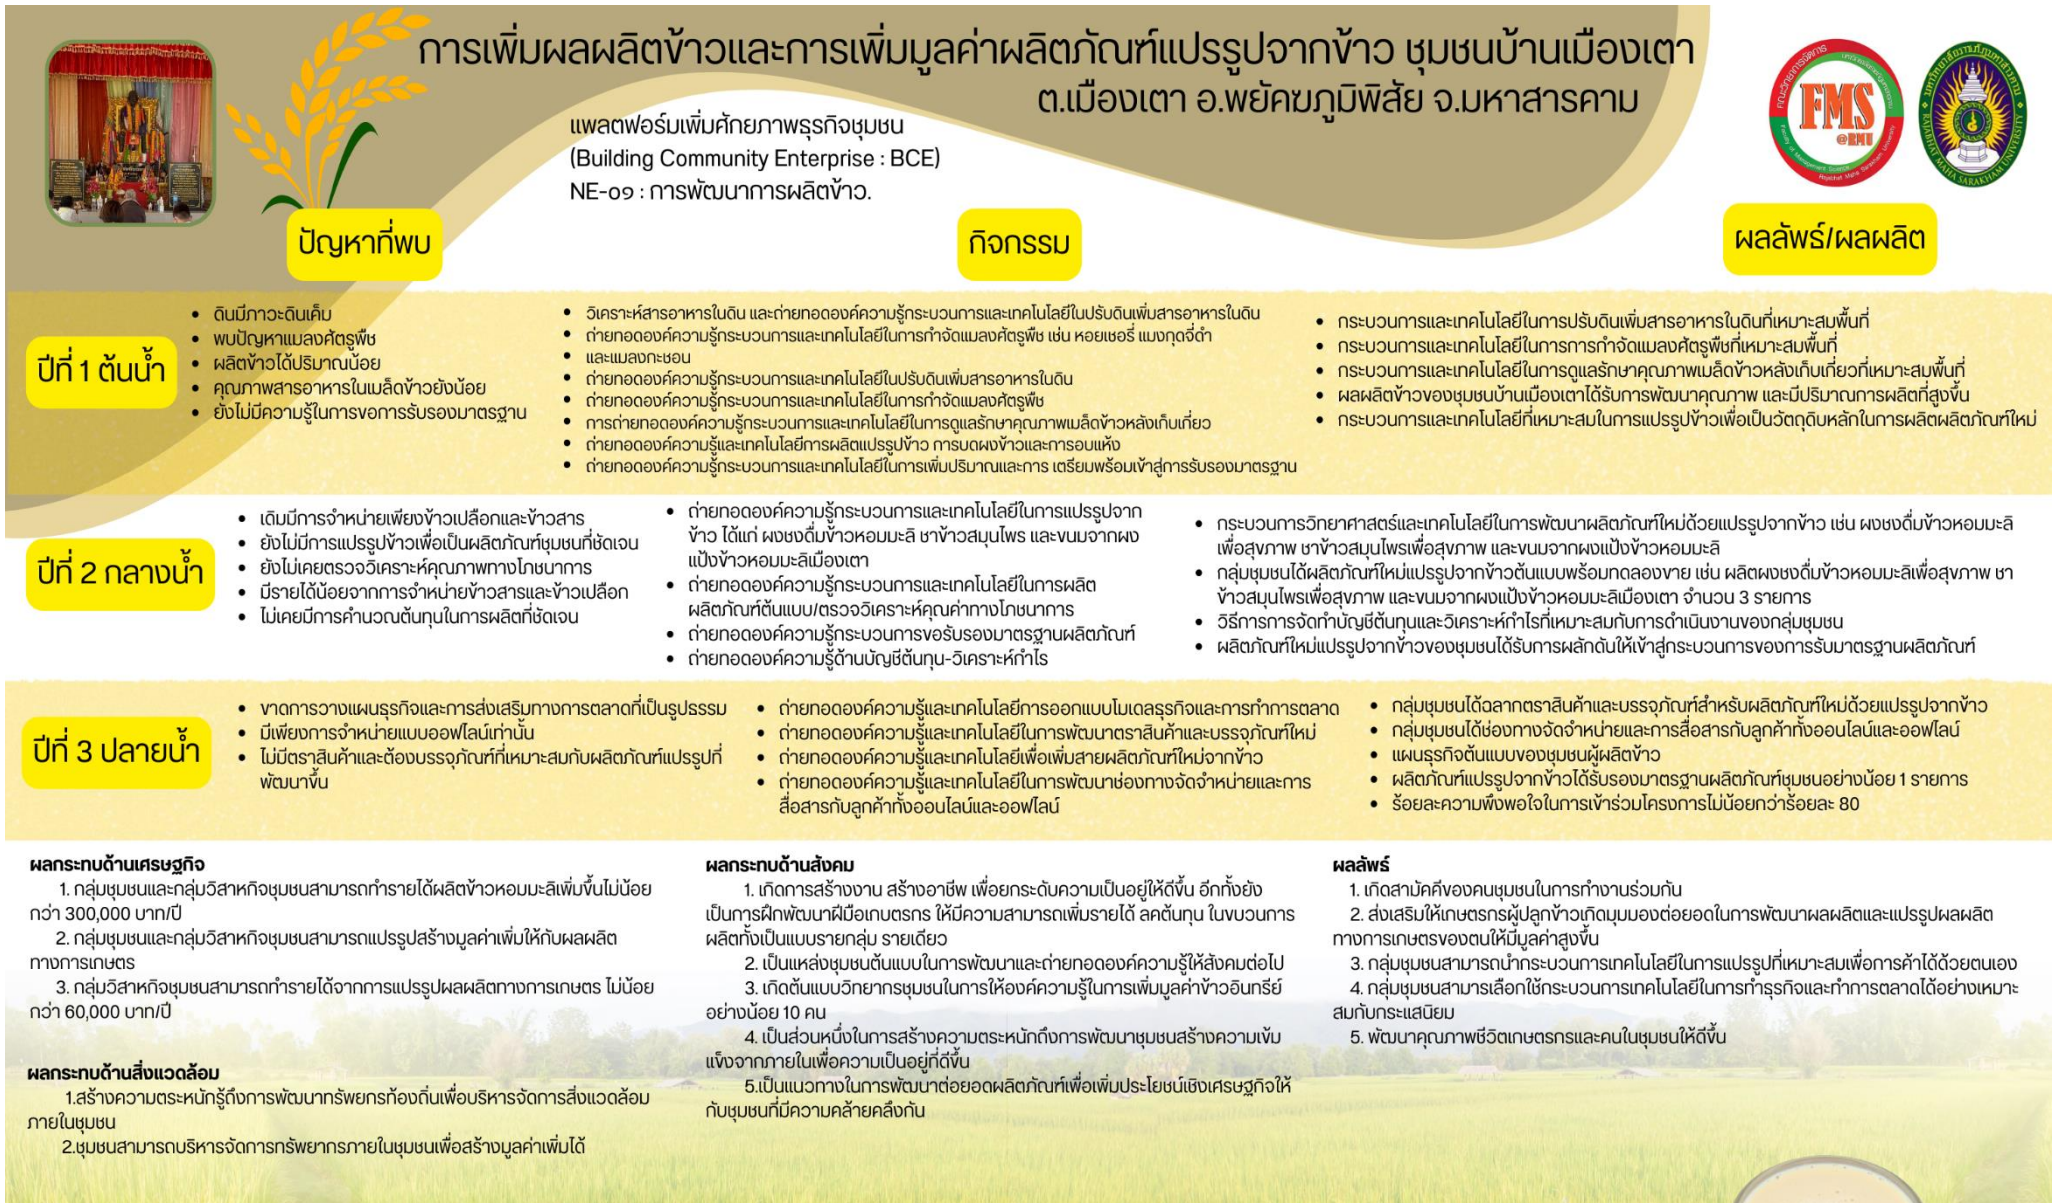 การเพิ่มผลผลิตข้าวและการเพิ่มมูลค่าผลิตภัณฑ์แปรรูปจากข้าว ชุมชนบ้านเมืองเตา
ต.เมืองเตา อ.พยัคฆภูมิพิสัย จ.มหาสารคาม
แพลตฟอร์มเพิ่มศักยภาพธุรกิจชุมชน
(Building Community Enterprise : BCE)
NE-๐๑ : การพัฒนาการผลิตข้าว.
FMS
@RMU
มหาวิทยาลัยราชภัฏมหาสารคาม
RAJABHAT MAHA SARAKHAM UNIVERSITY
ปัญหาที่พบ
กิจกรรม
ผลลัพธ์/ผลผลิต
ปีที่ 1 ต้นน้ำ
• ดินมีภาวะดินเค็ม
• พบปัญหาแมลงศัตรูพืช
• ผลิตข้าวได้ปริมาณน้อย
• คุณภาพสารอาหารในเมล็ดข้าวยังน้อย
• ยังไม่มีความรู้ในการขอการรับรองมาตรฐาน
• วิเคราะห์สารอาหารในดิน และถ่ายทอดองค์ความรู้กระบวนการและเทคโนโลยีในปรับดินเพิ่มสารอาหารในดิน
• ถ่ายทอดองค์ความรู้กระบวนการและเทคโนโลยีในการกำจัดแมลงศัตรูพืช เช่น หอยเชอรี่ แมงกุดจี่ดำ
• และแมลงกะชอน
• ถ่ายทอดองค์ความรู้กระบวนการและเทคโนโลยีในปรับดินเพิ่มสารอาหารในดิน
• ถ่ายทอดองค์ความรู้กระบวนการและเทคโนโลยีในการกำจัดแมลงศัตรูพืช
• การถ่ายทอดองค์ความรู้กระบวนการและเทคโนโลยีในการดูแลรักษาคุณภาพเมล็ดข้าวหลังเก็บเกี่ยว
• ถ่ายทอดองค์ความรู้และเทคโนโลยีการผลิตแปรรูปข้าว การบดผงข้าวและการอบแห้ง
• ถ่ายทอดองค์ความรู้กระบวนการและเทคโนโลยีในการเพิ่มปริมาณและการ เตรียมพร้อมเข้าสู่การรับรองมาตรฐาน
• กระบวนการและเทคโนโลยีในการปรับดินเพิ่มสารอาหารในดินที่เหมาะสมพื้นที่
• กระบวนการและเทคโนโลยีในการการกำจัดแมลงศัตรูพืชที่เหมาะสมพื้นที่
• กระบวนการและเทคโนโลยีในการดูแลรักษาคุณภาพเมล็ดข้าวหลังเก็บเกี่ยวที่เหมาะสมพื้นที่
• ผลผลิตข้าวของชุมชนบ้านเมืองเตาได้รับการพัฒนาคุณภาพ และมีปริมาณการผลิตที่สูงขึ้น
• กระบวนการและเทคโนโลยีที่เหมาะสมในการแปรรูปข้าวเพื่อเป็นวัตถุดิบหลักในการผลิตผลิตภัณฑ์ใหม่
ปีที่ 2 กลางน้ำ
• เดิมมีการจำหน่ายเพียงข้าวเปลือกและข้าวสาร
• ยังไม่มีการแปรรูปข้าวเพื่อเป็นผลิตภัณฑ์ชุมชนที่ชัดเจน
• ยังไม่เคยตรวจวิเคราะห์คุณภาพทางโภชนาการ
• มีรายได้น้อยจากการจำหน่ายข้าวสารและข้าวเปลือก
• ไม่เคยมีการคำนวณต้นทุนในการผลิตที่ชัดเจน
• ถ่ายทอดองค์ความรู้กระบวนการและเทคโนโลยีในการแปรรูปจาก
ข้าว ได้แก่ ผงชงดื่มข้าวหอมมะลิ ชาข้าวสมุนไพร และขนมจากผง
แป้งข้าวหอมมะลิเมืองเตา
• ถ่ายทอดองค์ความรู้กระบวนการและเทคโนโลยีในการผลิต
ผลิตภัณฑ์ต้นแบบ/ตรวจวิเคราะห์คุณค่าทางโภชนาการ
• ถ่ายทอดองค์ความรู้กระบวนการขอรับรองมาตรฐานผลิตภัณฑ์
• ถ่ายทอดองค์ความรู้ด้านบัญชีต้นทุน-วิเคราะห์กำไร
• กระบวนการวิทยาศาสตร์และเทคโนโลยีในการพัฒนาผลิตภัณฑ์ใหม่ด้วยแปรรูปจากข้าว เช่น ผงชงดื่มข้าวหอมมะลิ
เพื่อสุขภาพ ชาข้าวสมุนไพรเพื่อสุขภาพ และขนมจากผงแป้งข้าวหอมมะลิ
• กลุ่มชุมชนได้ผลิตภัณฑ์ใหม่แปรรูปจากข้าวต้นแบบพร้อมทดลองขาย เช่น ผลิตผงชงดื่มข้าวหอมมะลิเพื่อสุขภาพ ชา
ข้าวสมุนไพรเพื่อสุขภาพ และขนมจากผงแป้งข้าวหอมมะลิเมืองเตา จำนวน 3 รายการ
• วิธีการการจัดทำบัญชีต้นทุนและวิเคราะห์กำไรที่เหมาะสมกับการดำเนินงานของกลุ่มชุมชน
• ผลิตภัณฑ์ใหม่แปรรูปจากข้าวของชุมชนได้รับการผลักดันให้เข้าสู่กระบวนการของการรับมาตรฐานผลิตภัณฑ์
ปีที่ 3 ปลายน้ำ
• ขาดการวางแผนธุรกิจและการส่งเสริมทางการตลาดที่เป็นรูปธรรม
• มีเพียงการจำหน่ายแบบออฟไลน์เท่านั้น
• ไม่มีตราสินค้าและต้องบรรจุภัณฑ์ที่เหมาะสมกับผลิตภัณฑ์แปรรูปที่
พัฒนาขึ้น
• ถ่ายทอดองค์ความรู้และเทคโนโลยีการออกแบบโมเดลธุรกิจและการทำการตลาด
• ถ่ายทอดองค์ความรู้และเทคโนโลยีในการพัฒนาตราสินค้าและบรรจุภัณฑ์ใหม่
• ถ่ายทอดองค์ความรู้และเทคโนโลยีเพื่อเพิ่มสายผลิตภัณฑ์ใหม่จากข้าว
• ถ่ายทอดองค์ความรู้และเทคโนโลยีในการพัฒนาช่องทางจัดจำหน่ายและการ
สื่อสารกับลูกค้าทั้งออนไลน์และออฟไลน์
• กลุ่มชุมชนได้ฉลากตราสินค้าและบรรจุภัณฑ์สำหรับผลิตภัณฑ์ใหม่ด้วยแปรรูปจากข้าว
• กลุ่มชุมชนได้ช่องทางจัดจำหน่ายและการสื่อสารกับลูกค้าทั้งออนไลน์และออฟไลน์
• แผนธุรกิจต้นแบบของชุมชนผู้ผลิตข้าว
• ผลิตภัณฑ์แปรรูปจากข้าวได้รับรองมาตรฐานผลิตภัณฑ์ชุมชนอย่างน้อย 1 รายการ
• ร้อยละความพึงพอใจในการเข้าร่วมโครงการไม่น้อยกว่าร้อยละ 80
ผลกระทบด้านเศรษฐกิจ
1. กลุ่มชุมชนและกลุ่มวิสาหกิจชุมชนสามารถทำรายได้ผลิตข้าวหอมมะลิเพิ่มขึ้นไม่น้อย
กว่า 300,000 บาท/ปี
2. กลุ่มชุมชนและกลุ่มวิสาหกิจชุมชนสามารถแปรรูปสร้างมูลค่าเพิ่มให้กับผลผลิต
ทางการเกษตร
3. กลุ่มวิสาหกิจชุมชนสามารถทำรายได้จากการแปรรูปผลผลิตทางการเกษตร ไม่น้อย
กว่า 60,000 บาท/ปี
ผลกระทบด้านสิ่งแวดล้อม
1.สร้างความตระหนักรู้ถึงการพัฒนาทรัพยกรท้องถิ่นเพื่อบริหารจัดการสิ่งแวดล้อม
ภายในชุมชน
2.ชุมชนสามารถบริหารจัดการทรัพยากรภายในชุมชนเพื่อสร้างมูลค่าเพิ่มได้
ผลกระทบด้านสังคม
1. เกิดการสร้างงาน สร้างอาชีพ เพื่อยกระดับความเป็นอยู่ให้ดีขึ้น อีกทั้งยัง
เป็นการฝึกพัฒนาฝีมือเกษตรกร ให้มีความสามารถเพิ่มรายได้ ลดต้นทุน ในขบวนการ
ผลิตทั้งเป็นแบบรายกลุ่ม รายเดียว
2. เป็นแหล่งชุมชนต้นแบบในการพัฒนาและถ่ายทอดองค์ความรู้ให้สังคมต่อไป
3. เกิดต้นแบบวิทยากรชุมชนในการให้องค์ความรู้ในการเพิ่มมูลค่าข้าวอินทรีย์
อย่างน้อย 10 คน
4. เป็นส่วนหนึ่งในการสร้างความตระหนักถึงการพัฒนาชุมชนสร้างความเข้ม
แข็งจากภายในเพื่อความเป็นอยู่ที่ดีขึ้น
5.เป็นแนวทางในการพัฒนาต่อยอดผลิตภัณฑ์เพื่อเพิ่มประโยชน์เชิงเศรษฐกิจให้
กับชุมชนที่มีความคล้ายคลึงกัน
ผลลัพธ์
1. เกิดสามัคคีของคนชุมชนในการทำงานร่วมกัน
2. ส่งเสริมให้เกษตรกรผู้ปลูกข้าวเกิดมุมมองต่อยอดในการพัฒนาผลผลิตและแปรรูปผลผลิต
ทางการเกษตรของตนให้มีมูลค่าสูงขึ้น
3. กลุ่มชุมชนสามารถนำกระบวนการเทคโนโลยีในการแปรรูปที่เหมาะสมเพื่อการค้าได้ด้วยตนเอง
4. กลุ่มชุมชนสามารเลือกใช้กระบวนการเทคโนโลยีในการทำธุรกิจและทำการตลาดได้อย่างเหมาะ
สมกับกระแสนิยม
5. พัฒนาคุณภาพชีวิตเกษตรกรและคนในชุมชนให้ดีขึ้น